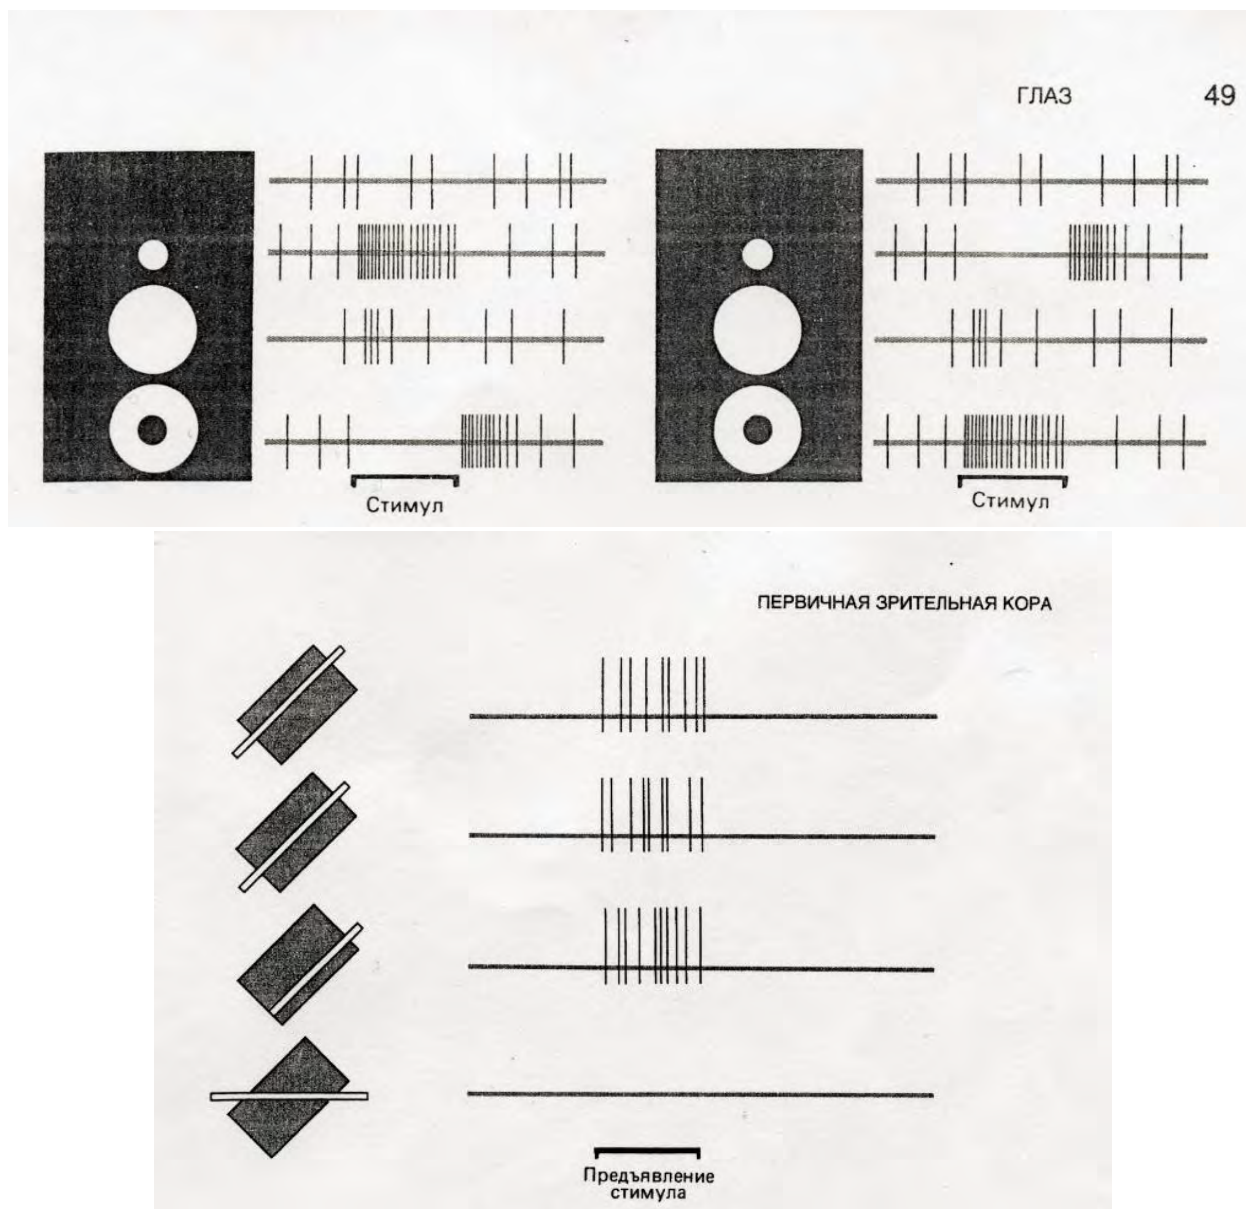 ГЛАЗ 49
Стимул
Стимул
ПЕРВИЧНАЯ ЗРИТЕЛЬНАЯ КОРА
Предъявление
стимула